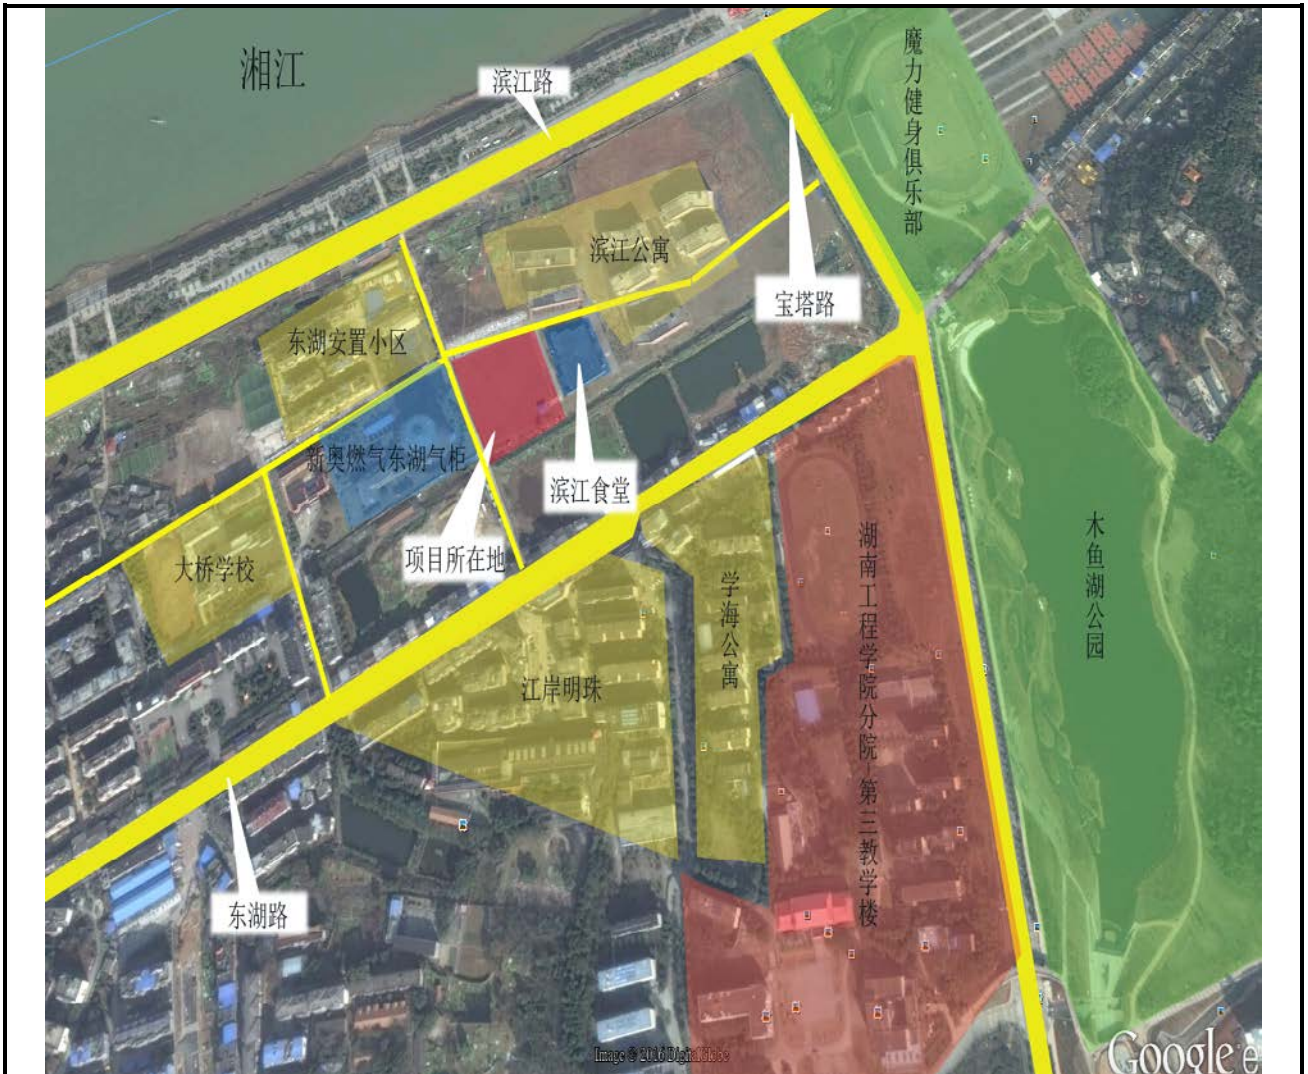 湘江
滨江路
魔力健身俱乐部
滨江公寓
宝塔路
东湖安置小区
新奥燃气东湖气柜
滨江食堂
项目所在地
大桥学校
学海公寓
湖南工程学院分院-第三教学楼
木鱼湖公园
江岸明珠
东湖路
Image © 2016 DigitalGlobe
Google e